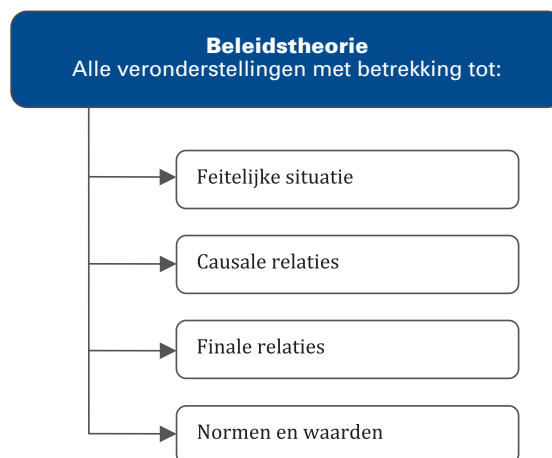 Beleidstheorie
Alle veronderstellingen met betrekking tot:
Feitelijke situatie
Causale relaties
Finale relaties
Normen en waarden